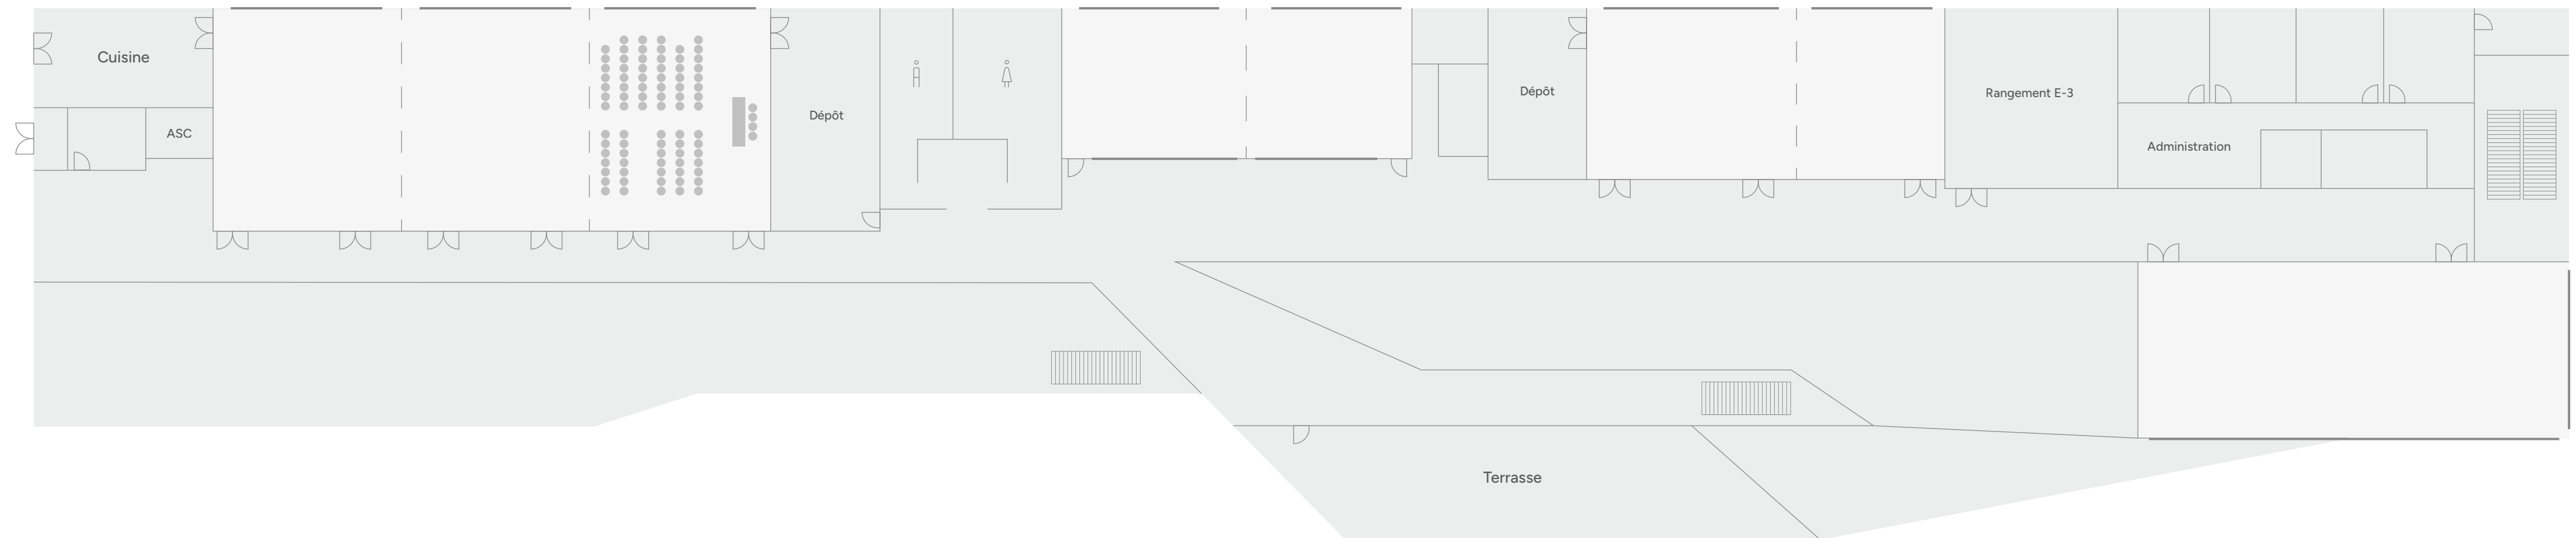 Cuisine
ASC
Dépôt
Dépôt
Rangement E-3
Administration
Terrasse